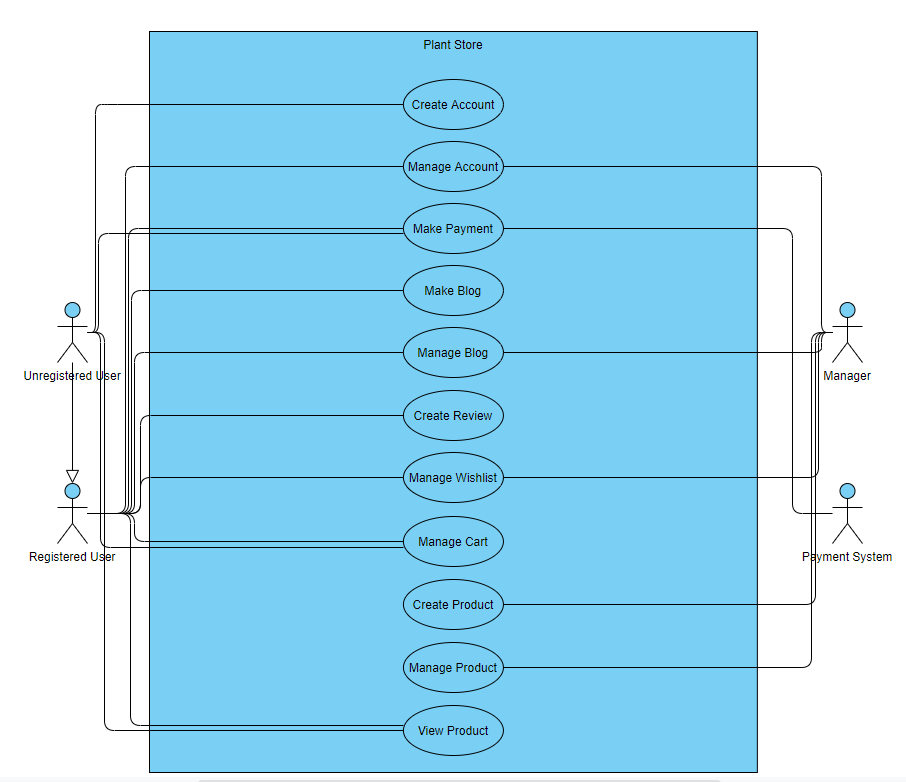 Plant Store
Create Account
Manage Account
Make Payment
Make Blog
Manage Blog
Unregistered User
Manager
Create Review
Manage Wishlist
Manage Cart
Registered User
Payment System
Create Product
Manage Product
View Product